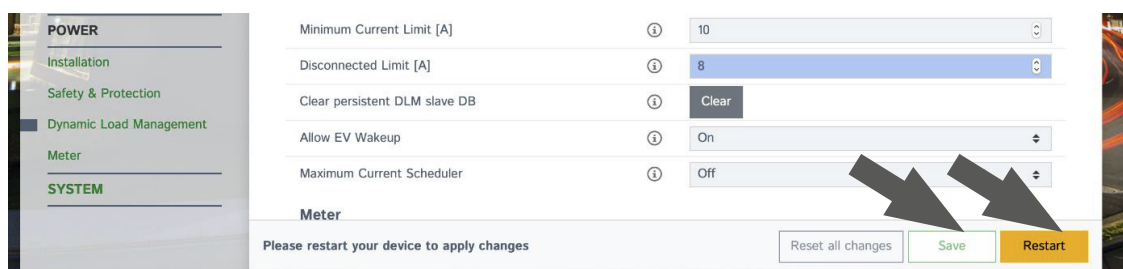 POWER
Installation
Safety & Protection
Dynamic Load Management
Meter
SYSTEM
Minimum Current Limit [A] 10
Disconnected Limit [A] 8
Clear persistent DLM slave DB Clear
Allow EV Wakeup On
Maximum Current Scheduler Off
Meter
Please restart your device to apply changes Reset all changes Save Restart